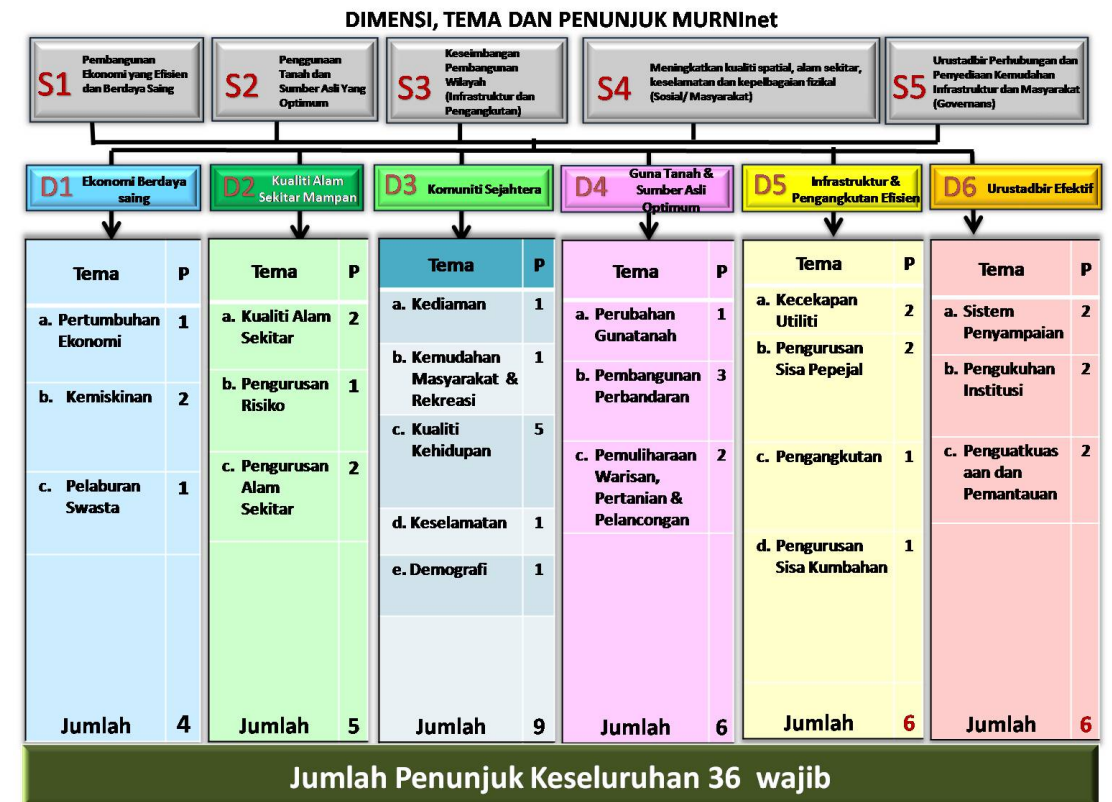 DIMENSI, TEMA DAN PENUNJUK MURNInet
S1
Pembangunan
Ekonomi yang Efisien
dan Berdaya Saing
S2
Penggunaan
Tanah dan
Sumber Asli Yang
Optimum
S3
Keseimbangan
Pembangunan
Wilayah
(Infrastruktur dan
Pengangkutan)
S4
Meningkatkan kualiti spatial, alam sekitar,
keselamatan dan kepelbagaian fizikal
(Sosial/ Masyarakat)
S5
Urustadbir Perhubungan dan
Penyediaan Kemudahan
Infrastruktur dan Masyarakat
(Governans)
D1
Ekonomi Berdaya
saing
D2
Kualiti Alam
Sekitar Mampan
D3
Komuniti Sejahtera
D4
Guna Tanah &
Sumber Asli
Optimum
D5
Infrastruktur &
Pengangkutan Efisien
D6
Urustadbir Efektif
Tema P
a. Pertumbuhan 1
Ekonomi
b. Kemiskinan 2
c. Pelaburan 1
Swasta
Jumlah 4
Tema P
a. Kualiti Alam 2
Sekitar
b. Pengurusan 1
Risiko
c. Pengurusan 2
Alam
Sekitar
Jumlah 5
Tema P
a. Kediaman 1
b. Kemudahan 1
Masyarakat &
Rekreasi
c. Kualiti 5
Kehidupan
d. Keselamatan 1
e. Demografi 1
Jumlah 9
Tema P
a. Perubahan 1
Gunatanah
b. Pembangunan 3
Perbandaran
c. Pemuliharaan 2
Warisan,
Pertanian &
Pelancongan
Jumlah 6
Tema P
a. Kecekapan 2
Utiliti
b. Pengurusan 2
Sisa Pepejal
c. Pengangkutan 1
d. Pengurusan 1
Sisa Kumbahan
Jumlah 6
Tema P
a. Sistem 2
Penyampaian
b. Pengukuhan 2
Institusi
c. Penguatkuas 2
aan dan
Pemantauan
Jumlah 6
Jumlah Penunjuk Keseluruhan 36 wajib